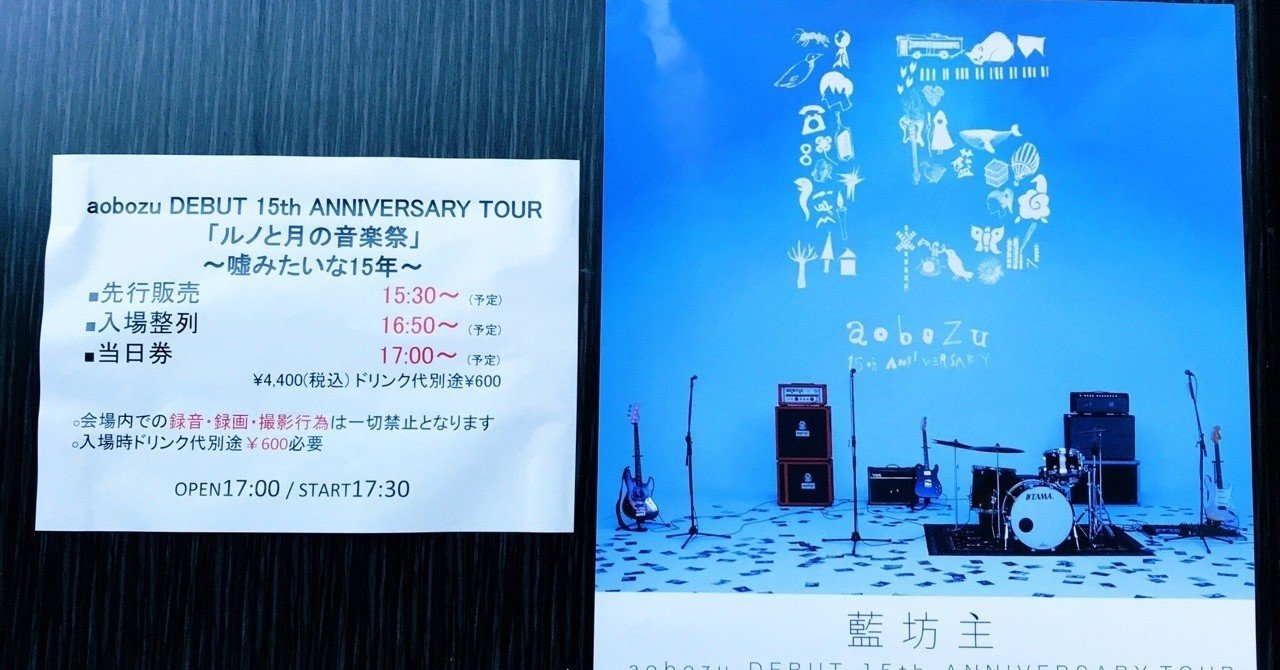 aobozu DEBUT 15th ANNIVERSARY TOUR
「ルノと月の音楽祭」
～嘘みたいな15年～
■先行販売 15:30～（予定）
■入場整列 16:50～（予定）
■当日券 17:00～（予定）
¥4,400(税込)ドリンク代別途¥600
○会場内での録音・録画・撮影行為は一切禁止となります
○入場時ドリンク代別途￥600必要
OPEN17:00 / START17:30
藍
aobozu
15th ANNIVERSARY
TAMA
藍坊主
aobozu DEBUT 15th ANNIVERSARY TOUR